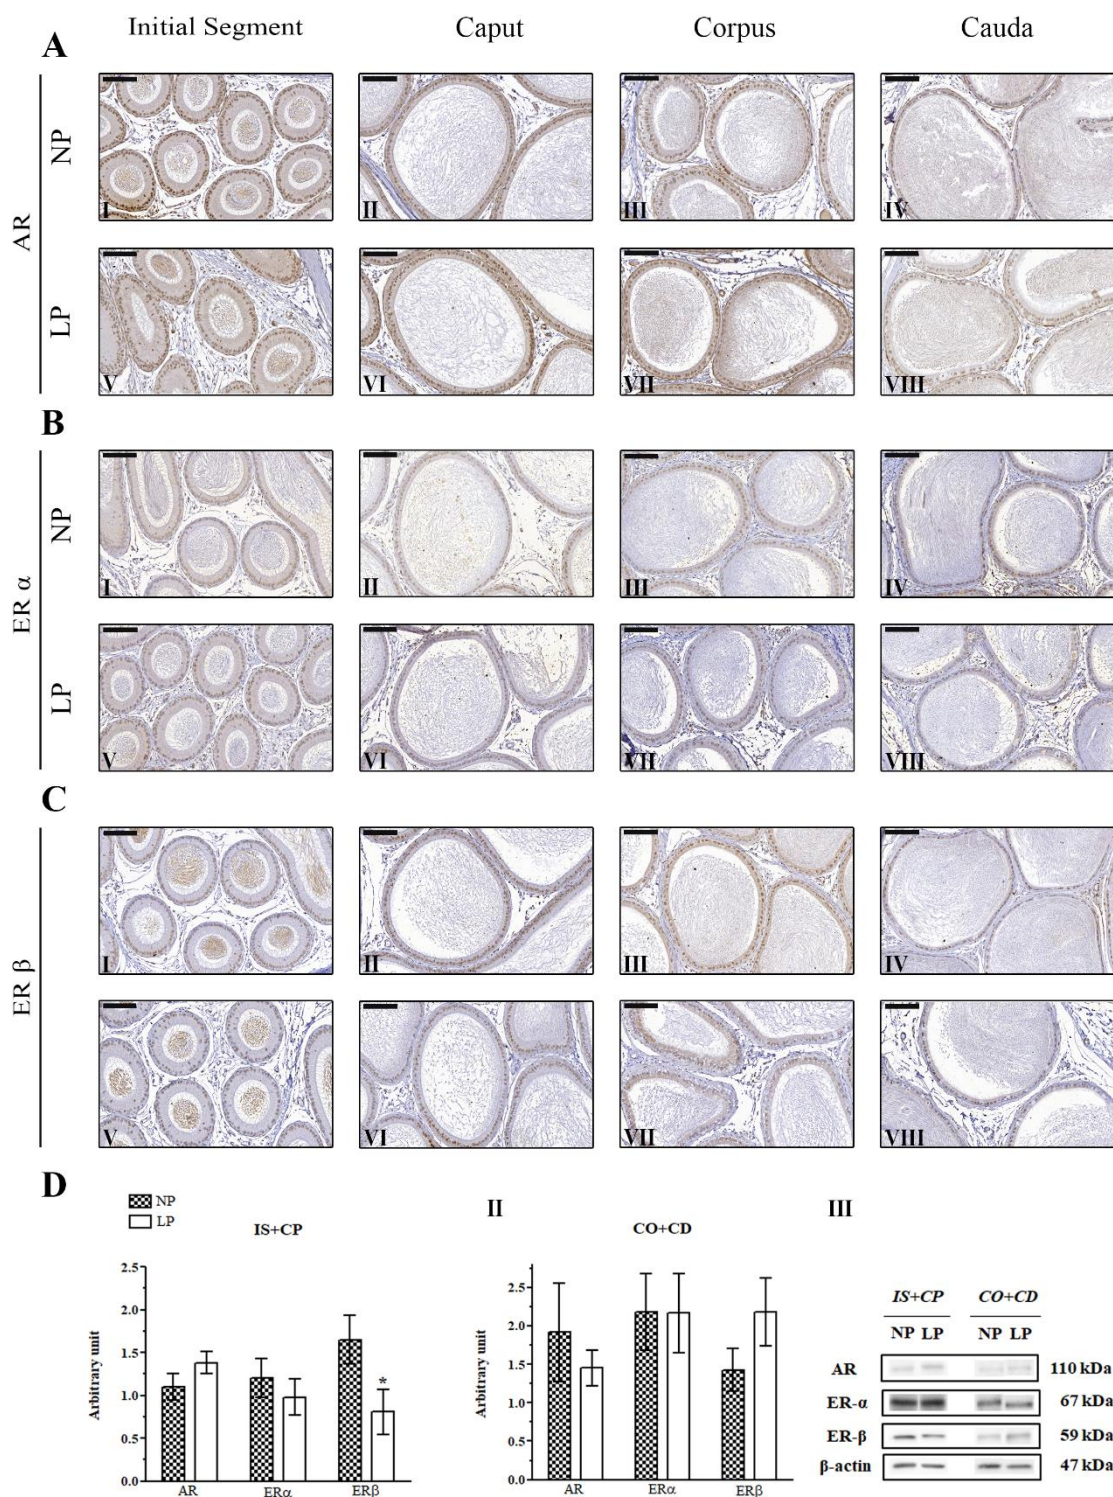 Initial Segment Caput Corpus Cauda
A
AR
NP
I II III IV
LP
V VI VII VIII
B
ER α
NP
I II III IV
LP
V VI VII VIII
C
ER β
I II III IV
V VI VII VIII
D
NP
LP
IS+CP
2.5
2.0
1.5
1.0
0.5
0.0
Arbitrary unit
*
AR ERα ERβ
II
CO+CD
2.5
2.0
1.5
1.0
0.5
0.0
Arbitrary unit
AR ERα ERβ
III
IS+CP CO+CD
NP LP NP LP
AR 110 kDa
ER-α 67 kDa
ER-β 59 kDa
β-actin 47 kDa